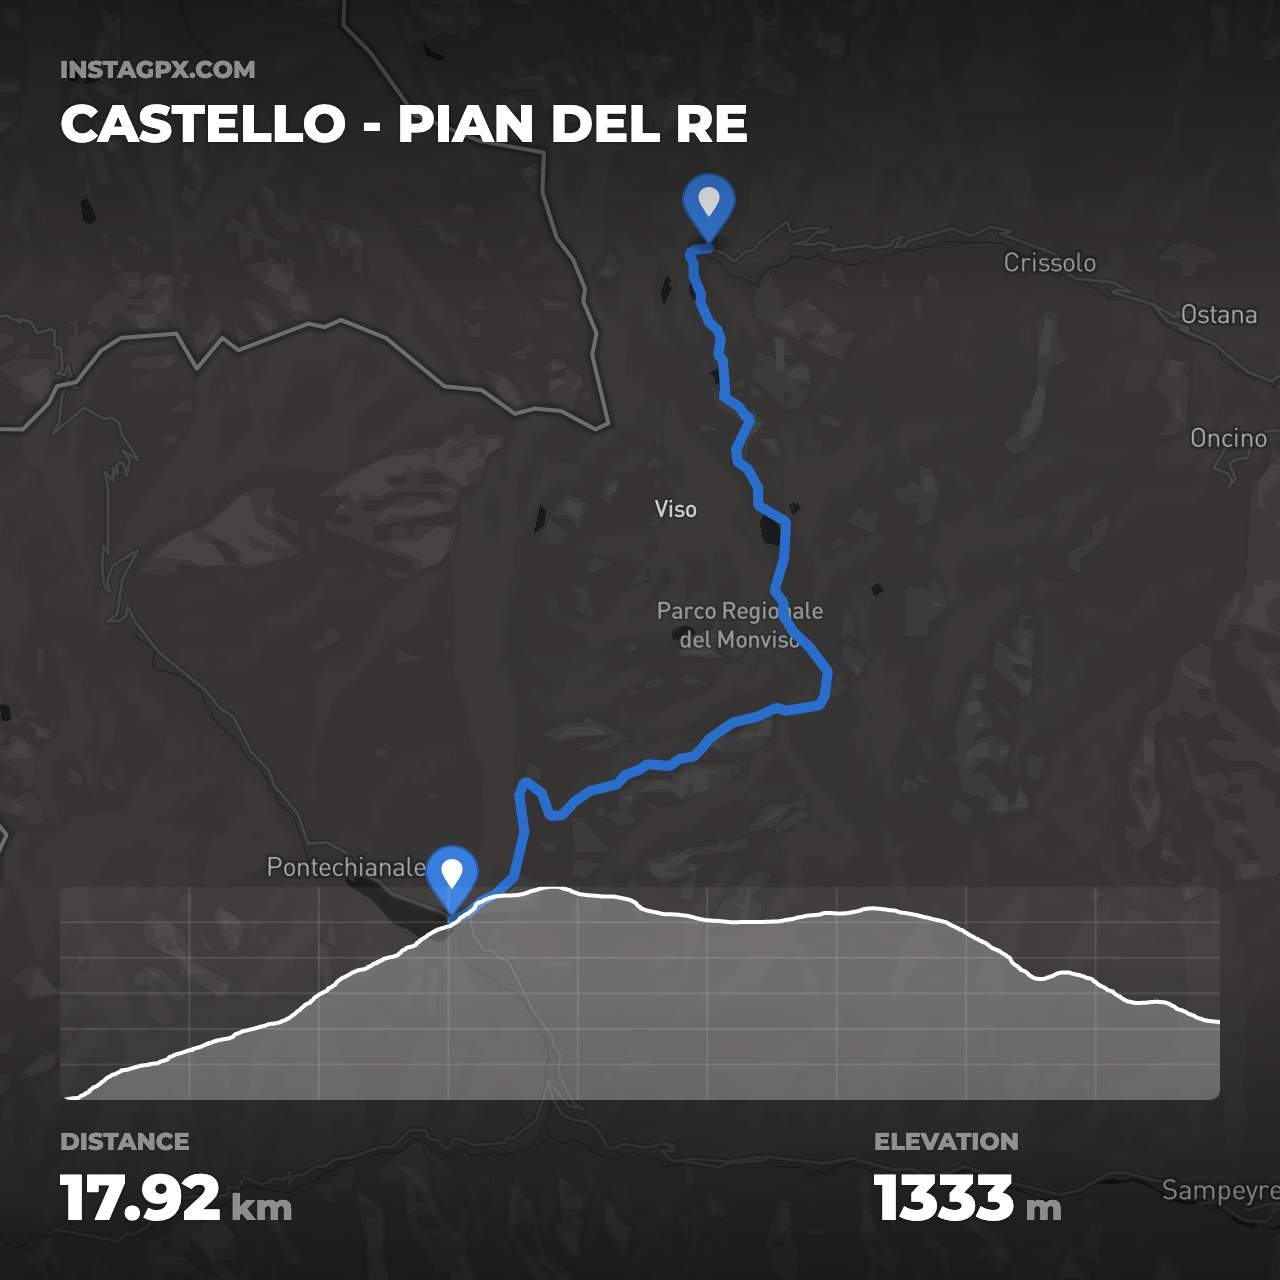 INSTAGPX.COM
CASTELLO - PIAN DEL RE
Crissolo
Ostana
Oncino
Viso
Parco Regionale
del Monviso
Pontechianale
DISTANCE
ELEVATION
17.92 km
1333 m
Sampeyre